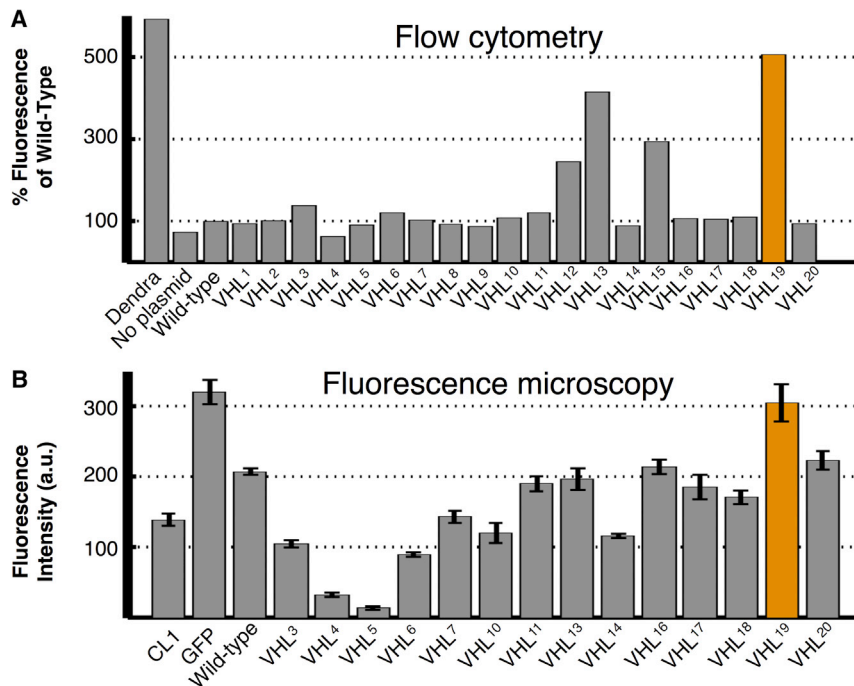 A
Flow cytometry
% Fluorescence
of Wild-Type
500
300
100
Dendra
No plasmid
Wild-type
VHL1
VHL2
VHL3
VHL4
VHL5
VHL6
VHL7
VHL8
VHL9
VHL10
VHL11
VHL12
VHL13
VHL14
VHL15
VHL16
VHL17
VHL18
VHL19
VHL20
B
Fluorescence microscopy
Fluorescence
Intensity (a.u.)
300
200
100
CL1
GFP
Wild-type
VHL3
VHL4
VHL5
VHL6
VHL7
VHL10
VHL11
VHL13
VHL14
VHL16
VHL17
VHL18
VHL19
VHL20